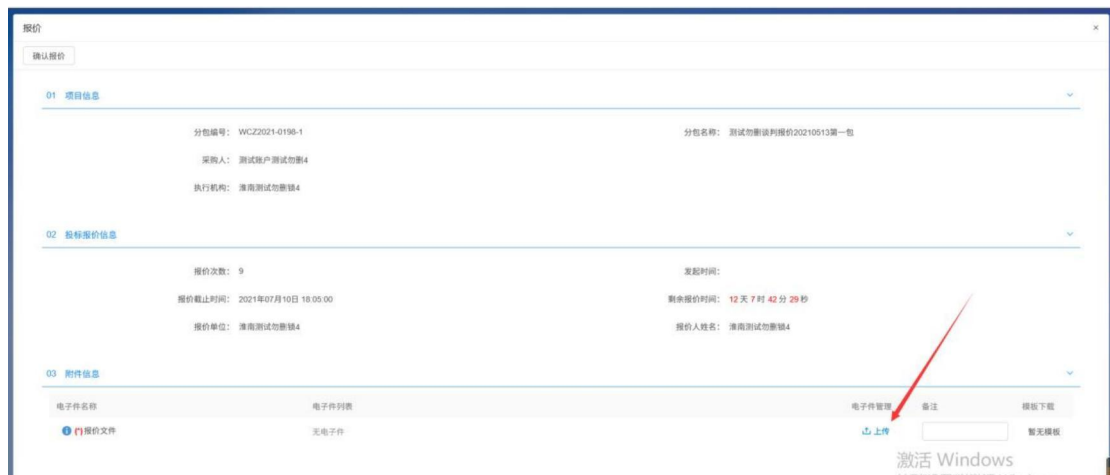 报价 ×
确认报价
01 项目信息
分包编号： WCZ2021-0198-1 分包名称： 测试勿删谈判报价20210513第一包
采购人： 测试账户测试勿删4
执行机构： 淮南测试勿删锁4
02 投标报价信息
报价次数： 9 发起时间：
报价截止时间： 2021年07月10日 18:05:00 剩余报价时间： 12 天 7 时 42 分 29 秒
报价单位： 淮南测试勿删锁4 报价人姓名： 淮南测试勿删锁4
03 附件信息
电子件名称 电子件列表 电子件管理 备注 模板下载
(*)报价文件 无电子件 上传 暂无模板
激活 Windows